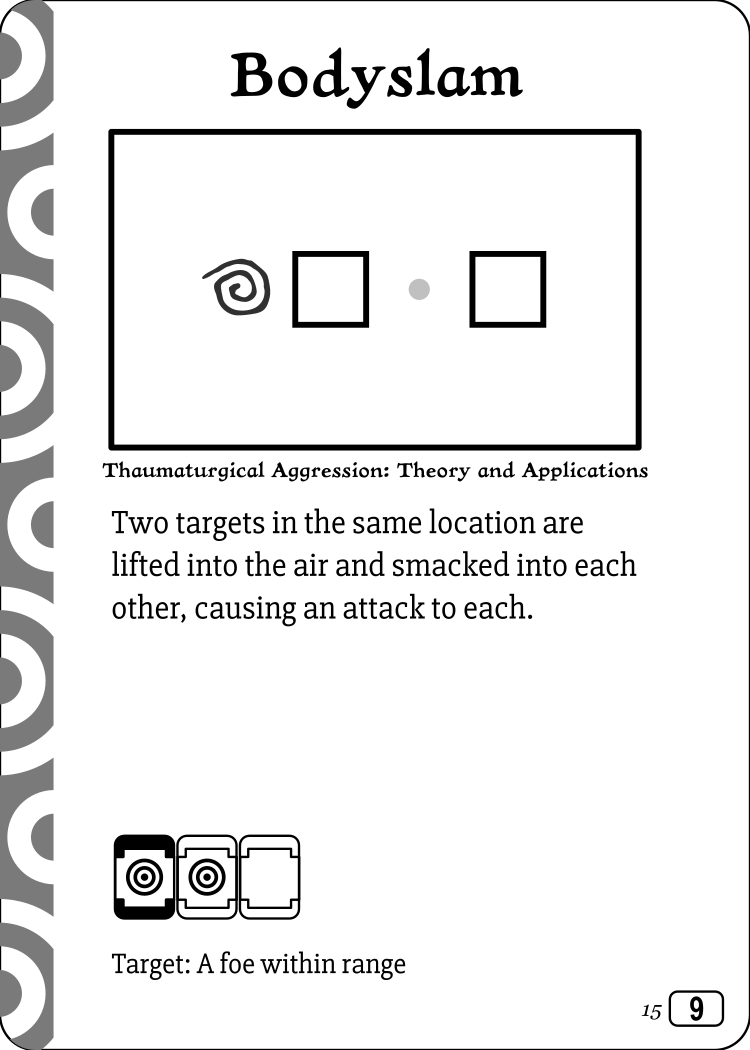 Bodyslam
Thaumaturgical Aggression: Theory and Applications
Two targets in the same location are
lifted into the air and smacked into each
other, causing an attack to each.
Target: A foe within range
15 9